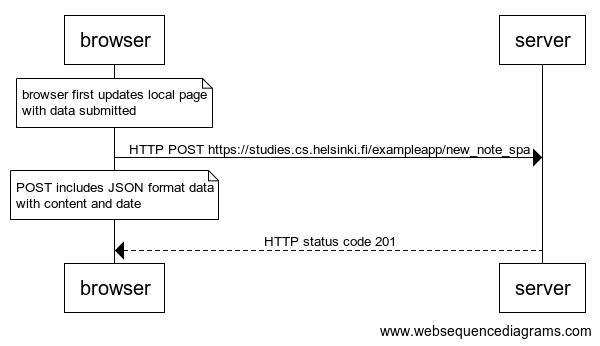 browser
server
browser first updates local page
with data submitted
HTTP POST https://studies.cs.helsinki.fi/exampleapp/new_note_spa
POST includes JSON format data
with content and date
HTTP status code 201
browser
server
www.websequencediagrams.com